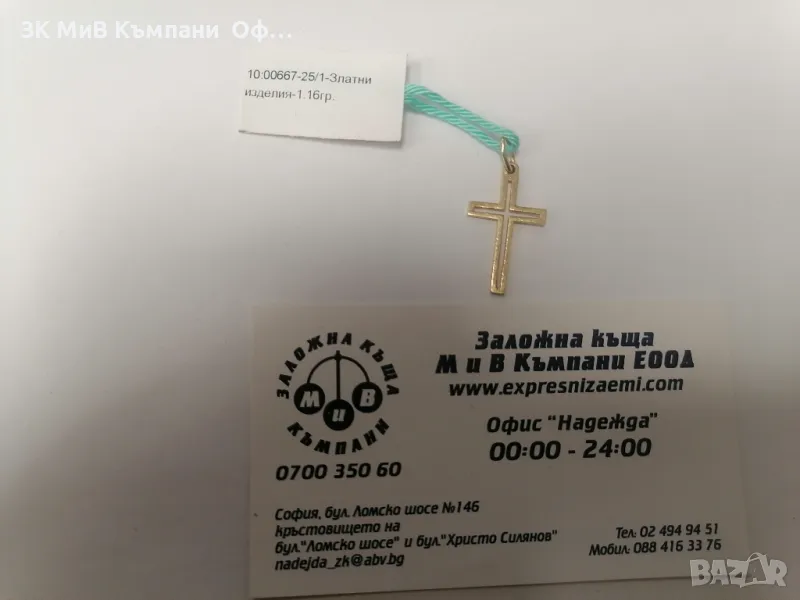 ЗК МиВ Къмпани Оф...
10:00667-25/1-Златни
изделия-1.16гр.
ЗАЛОЖНА КЪЩА
М и В
КЪМПАНИ
0700 350 60
Заложна къща
М и В Къмпани ЕООД
www.expresnizaemi.com
Офис "Надежда"
00:00 - 24:00
София, бул. Ломско шосе №146
кръстовището на
бул."Ломско шосе" и бул."Христо Силянов"
nadejda_zk@abv.bg
Тел: 02 494 94 51
Мобил: 088 416 33 76
BAZAR